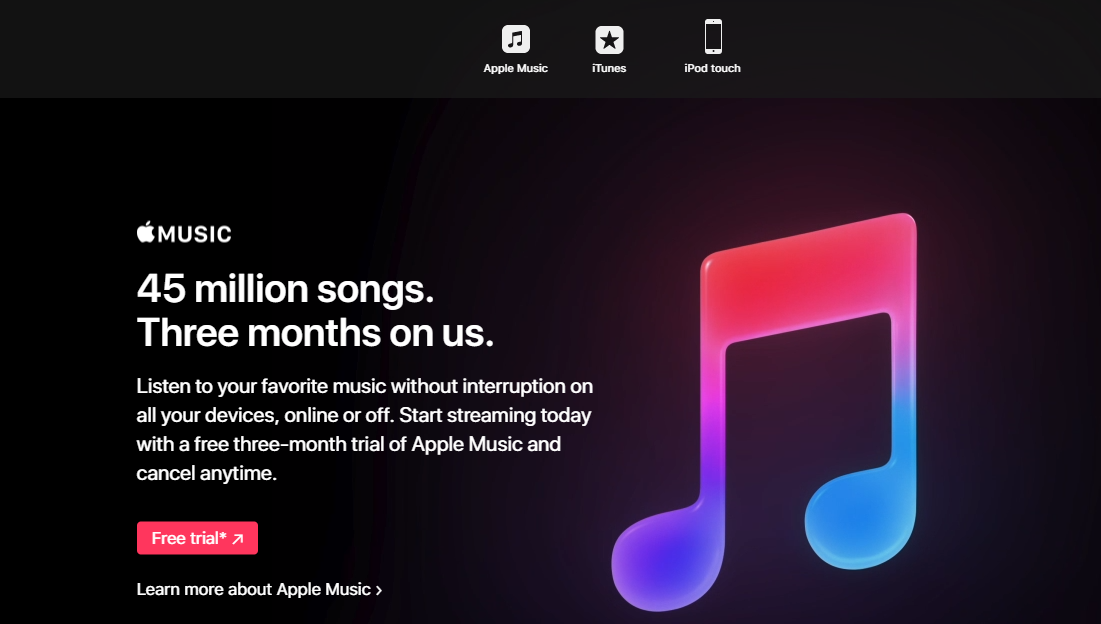 Apple Music
iTunes
iPod touch
MUSIC
45 million songs.
Three months on us.
Listen to your favorite music without interruption on
all your devices, online or off. Start streaming today
with a free three-month trial of Apple Music and
cancel anytime.
Free trial* ↗
Learn more about Apple Music ›